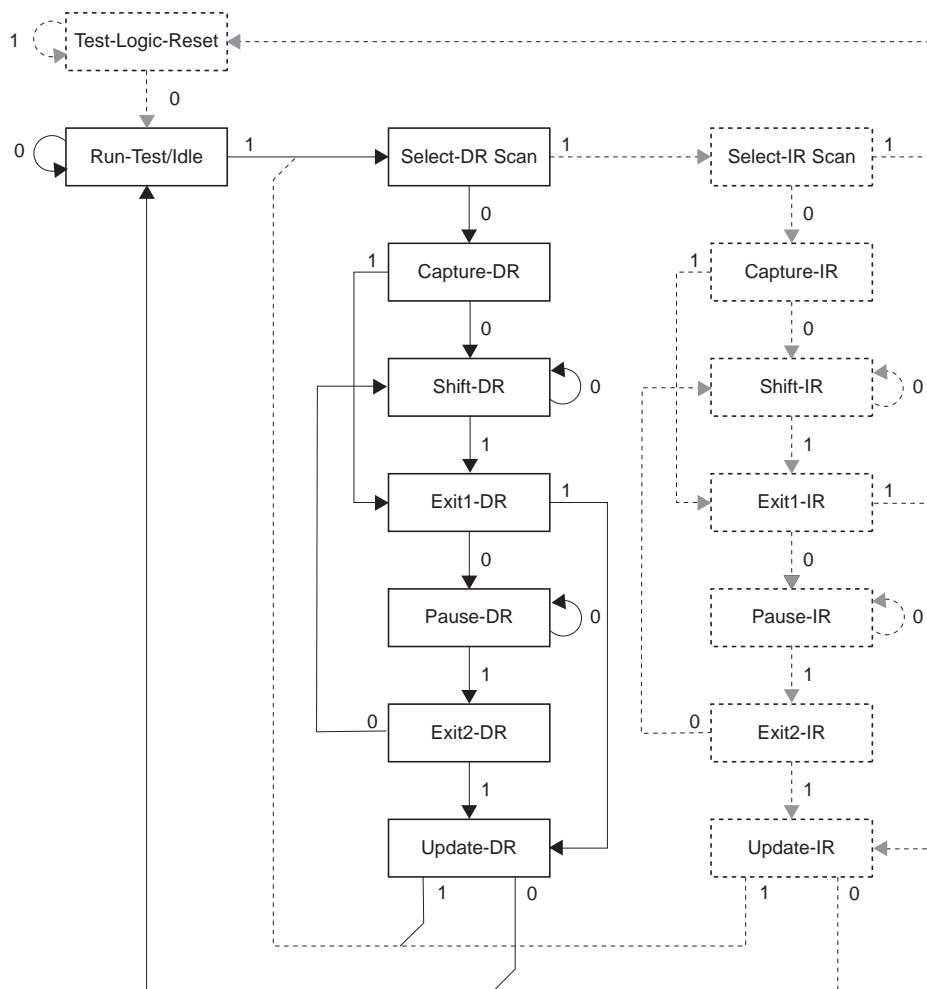 1
Test-Logic-Reset
0
0
Run-Test/Idle
1
Select-DR Scan
1
Select-IR Scan
1
0
0
1
Capture-DR
1
Capture-IR
0
0
Shift-DR
0
Shift-IR
0
1
1
Exit1-DR
1
Exit1-IR
1
0
0
Pause-DR
0
Pause-IR
0
1
1
0
Exit2-DR
0
Exit2-IR
1
1
Update-DR
Update-IR
1
0
1
0